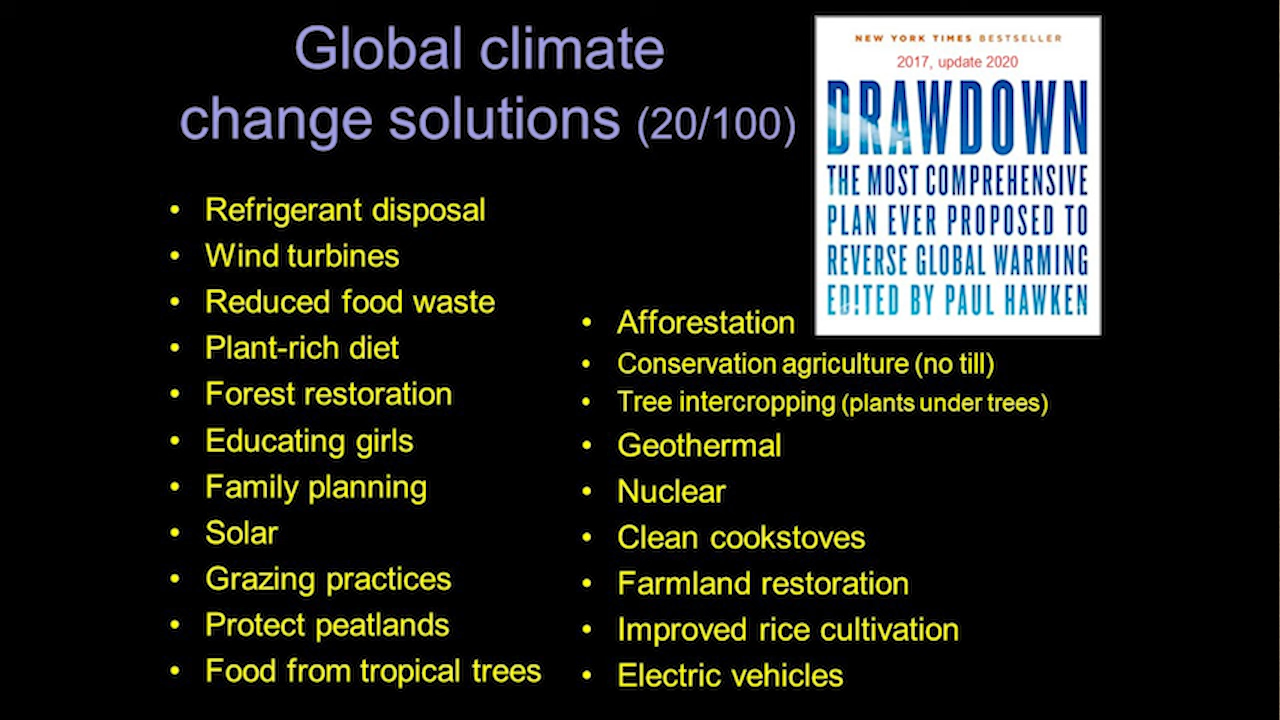 Global climate
change solutions (20/100)
• Refrigerant disposal
• Wind turbines
• Reduced food waste
• Plant-rich diet
• Forest restoration
• Educating girls
• Family planning
• Solar
• Grazing practices
• Protect peatlands
• Food from tropical trees
• Afforestation
• Conservation agriculture (no till)
• Tree intercropping (plants under trees)
• Geothermal
• Nuclear
• Clean cookstoves
• Farmland restoration
• Improved rice cultivation
• Electric vehicles
NEW YORK TIMES BESTSELLER
2017, update 2020
DRAWDOWN
THE MOST COMPREHENSIVE
PLAN EVER PROPOSED TO
REVERSE GLOBAL WARMING
EDITED BY PAUL HAWKEN